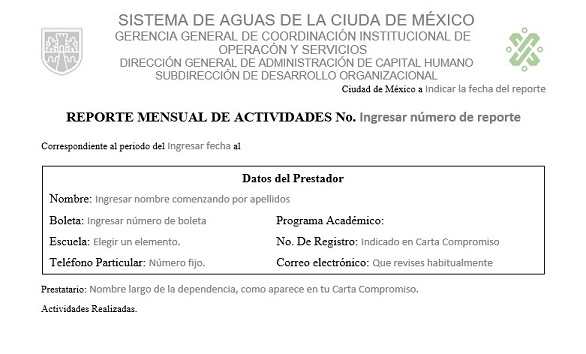 SISTEMA DE AGUAS DE LA CIUDA DE MÉXICO
GERENCIA GENERAL DE COORDINACIÓN INSTITUCIONAL DE
OPERACÓN Y SERVICIOS
DIRECCIÓN GENERAL DE ADMINISTRACIÓN DE CAPITAL HUMANO
SUBDIRECCIÓN DE DESARROLLO ORGANIZACIONAL
Ciudad de México a Indicar la fecha del reporte
REPORTE MENSUAL DE ACTIVIDADES No. Ingresar número de reporte
Correspondiente al periodo del Ingresar fecha al
Datos del Prestador
Nombre: Ingresar nombre comenzando por apellidos
Boleta: Ingresar número de boleta Programa Académico:
Escuela: Elegir un elemento. No. De Registro: Indicado en Carta Compromiso
Teléfono Particular: Número fijo. Correo electrónico: Que revises habitualmente
Prestatario: Nombre largo de la dependencia, como aparece en tu Carta Compromiso.
Actividades Realizadas.